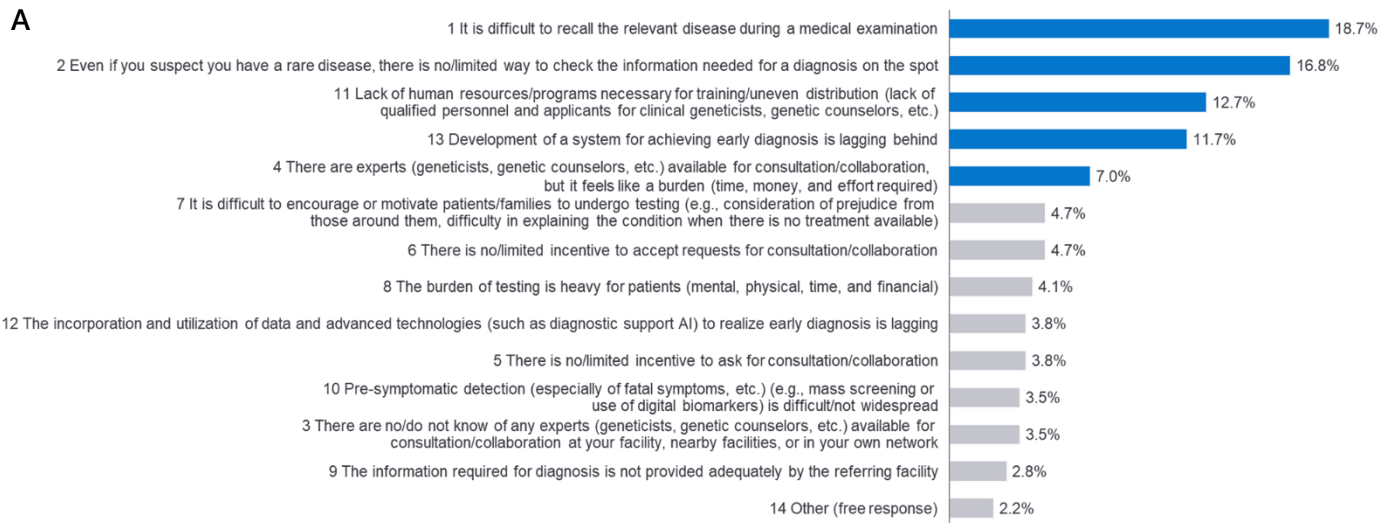 A
1 It is difficult to recall the relevant disease during a medical examination
18.7%
2 Even if you suspect you have a rare disease, there is no/limited way to check the information needed for a diagnosis on the spot
16.8%
11 Lack of human resources/programs necessary for training/uneven distribution (lack of
qualified personnel and applicants for clinical geneticists, genetic counselors, etc.)
12.7%
13 Development of a system for achieving early diagnosis is lagging behind
11.7%
4 There are experts (geneticists, genetic counselors, etc.) available for consultation/collaboration,
but it feels like a burden (time, money, and effort required)
7.0%
7 It is difficult to encourage or motivate patients/families to undergo testing (e.g., consideration of prejudice from
those around them, difficulty in explaining the condition when there is no treatment available)
4.7%
6 There is no/limited incentive to accept requests for consultation/collaboration
4.7%
8 The burden of testing is heavy for patients (mental, physical, time, and financial)
4.1%
12 The incorporation and utilization of data and advanced technologies (such as diagnostic support AI) to realize early diagnosis is lagging
3.8%
5 There is no/limited incentive to ask for consultation/collaboration
3.8%
10 Pre-symptomatic detection (especially of fatal symptoms, etc.) (e.g., mass screening or
use of digital biomarkers) is difficult/not widespread
3.5%
3 There are no/do not know of any experts (geneticists, genetic counselors, etc.) available for
consultation/collaboration at your facility, nearby facilities, or in your own network
3.5%
9 The information required for diagnosis is not provided adequately by the referring facility
2.8%
14 Other (free response)
2.2%